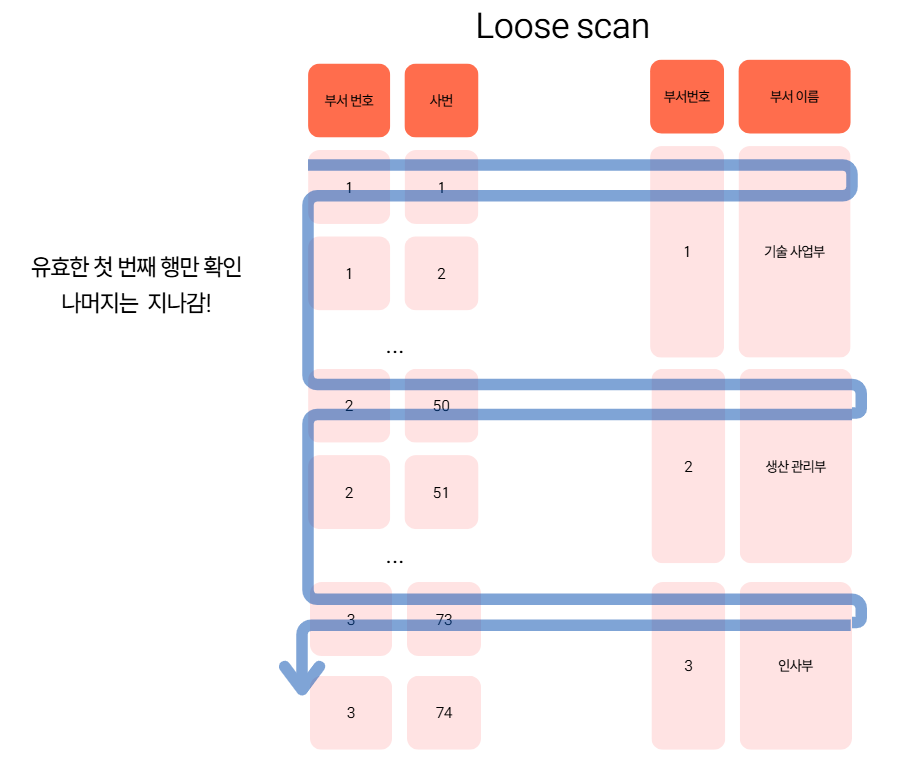 Loose scan
부서 번호 사번 부서번호 부서 이름
1 1
1 기술 사업부
유효한 첫 번째 행만 확인
나머지는 지나감!
1 2
...
2 50
2 생산 관리부
2 51
...
3 73
3 인사부
3 74